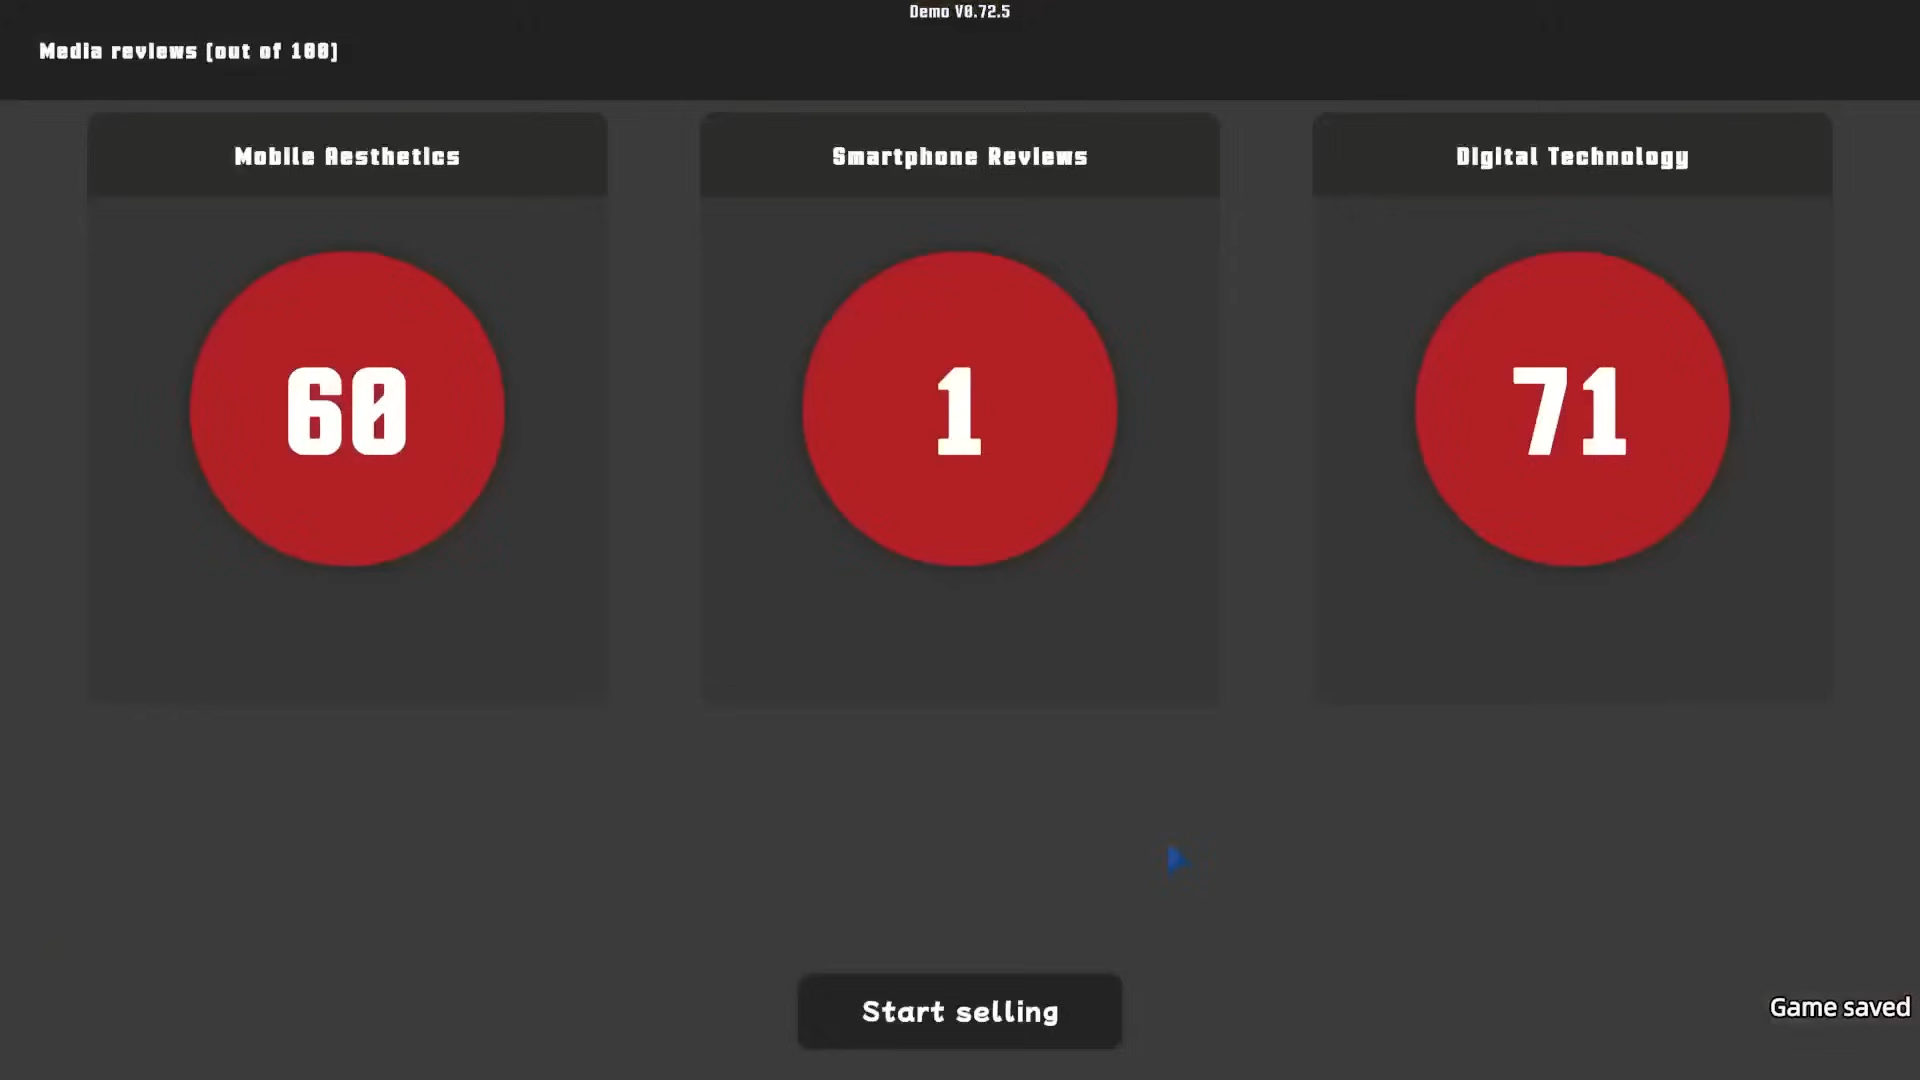 Demo V0.72.5
Media reviews (out of 100)
Mobile Aesthetics
Smartphone Reviews
Digital Technology
60
1
71
Start selling
Game saved